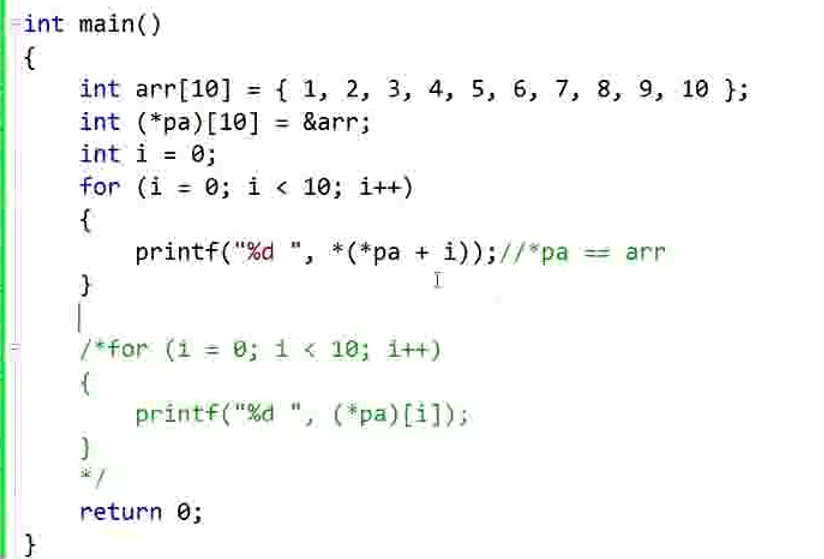 int main()
{
    int arr[10] = { 1, 2, 3, 4, 5, 6, 7, 8, 9, 10 };
    int (*pa)[10] = &arr;
    int i = 0;
    for (i = 0; i < 10; i++)
    {
        printf("%d ", *(*pa + i));//*pa == arr
    }
    /*for (i = 0; i < 10; i++)
    {
        printf("%d ", (*pa)[i]);
    }
    */
    return 0;
}